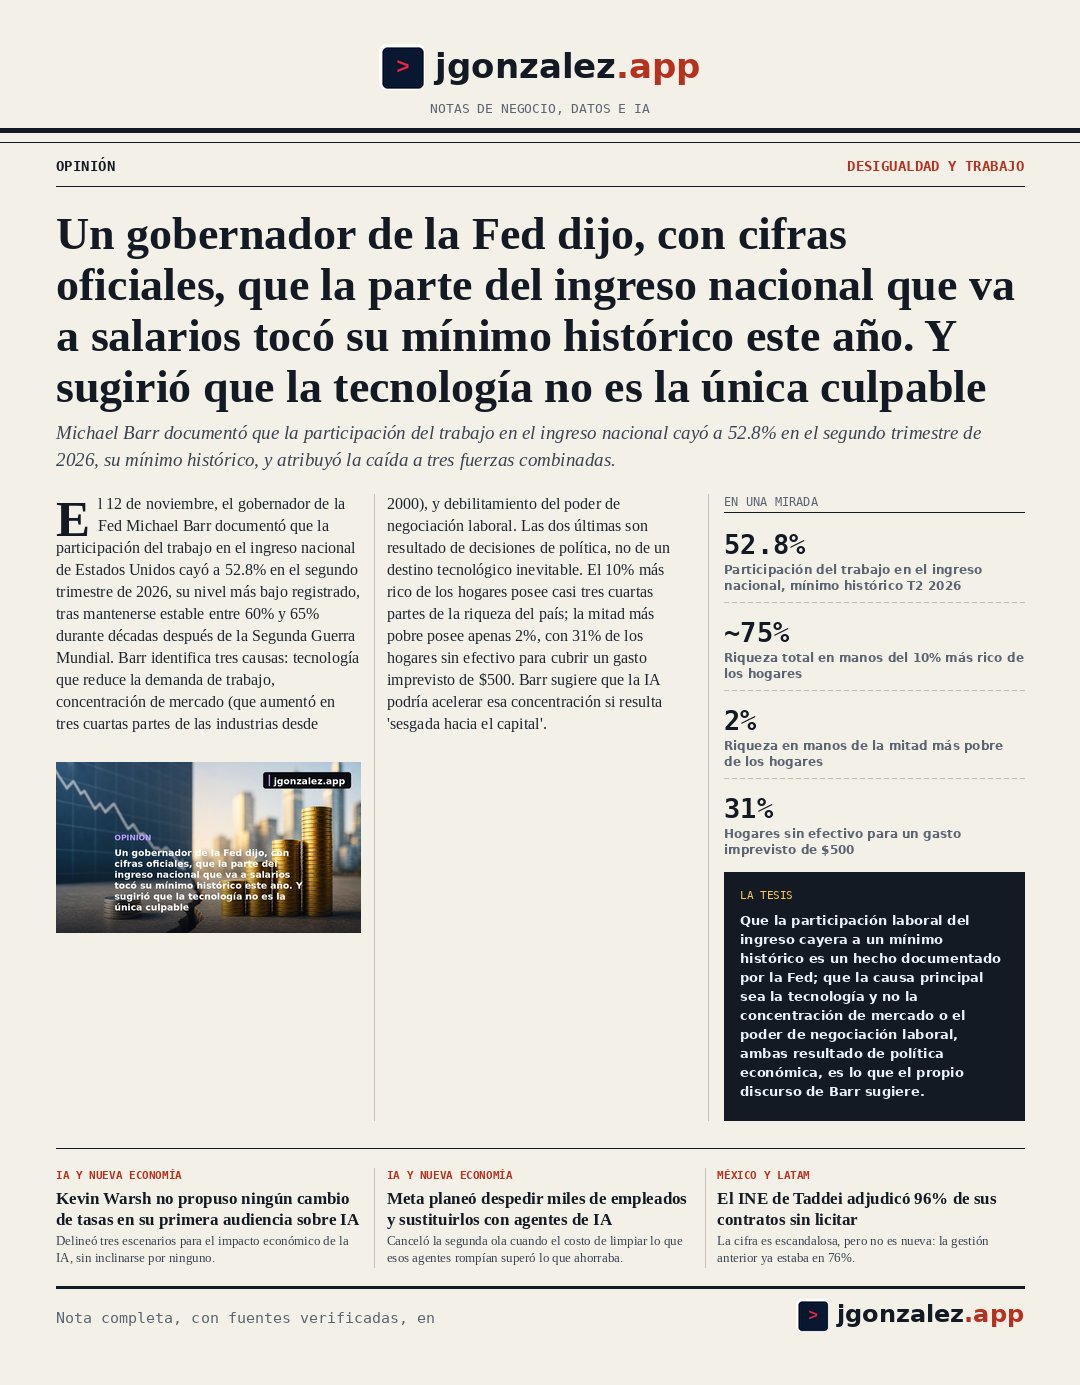 > jgonzalez.app
NOTAS DE NEGOCIO, DATOS E IA
OPINIÓN
DESIGUALDAD Y TRABAJO
Un gobernador de la Fed dijo, con cifras
oficiales, que la parte del ingreso nacional que va
a salarios tocó su mínimo histórico este año. Y
sugirió que la tecnología no es la única culpable
Michael Barr documentó que la participación del trabajo en el ingreso nacional cayó a 52.8% en el segundo trimestre de
2026, su mínimo histórico, y atribuyó la caída a tres fuerzas combinadas.
El 12 de noviembre, el gobernador de la
Fed Michael Barr documentó que la
participación del trabajo en el ingreso nacional
de Estados Unidos cayó a 52.8% en el segundo
trimestre de 2026, su nivel más bajo registrado,
tras mantenerse estable entre 60% y 65%
durante décadas después de la Segunda Guerra
Mundial. Barr identifica tres causas: tecnología
que reduce la demanda de trabajo,
concentración de mercado (que aumentó en
tres cuartas partes de las industrias desde
2000), y debilitamiento del poder de
negociación laboral. Las dos últimas son
resultado de decisiones de política, no de un
destino tecnológico inevitable. El 10% más
rico de los hogares posee casi tres cuartas
partes de la riqueza del país; la mitad más
pobre posee apenas 2%, con 31% de los
hogares sin efectivo para cubrir un gasto
imprevisto de $500. Barr sugiere que la IA
podría acelerar esa concentración si resulta
'sesgada hacia el capital'.
jgonzalez.app
OPINIÓN
Un gobernador de la Fed dijo, con
cifras oficiales, que la parte del
ingreso nacional que va a salarios
tocó su mínimo histórico este año. Y
sugirió que la tecnología no es la
única culpable
EN UNA MIRADA
52.8%
Participación del trabajo en el ingreso
nacional, mínimo histórico T2 2026
~75%
Riqueza total en manos del 10% más rico de
los hogares
2%
Riqueza en manos de la mitad más pobre
de los hogares
31%
Hogares sin efectivo para un gasto
imprevisto de $500
LA TESIS
Que la participación laboral del
ingreso cayera a un mínimo
histórico es un hecho documentado
por la Fed; que la causa principal
sea la tecnología y no la
concentración de mercado o el
poder de negociación laboral,
ambas resultado de política
económica, es lo que el propio
discurso de Barr sugiere.
IA Y NUEVA ECONOMÍA
Kevin Warsh no propuso ningún cambio
de tasas en su primera audiencia sobre IA
Delineó tres escenarios para el impacto económico de la
IA, sin inclinarse por ninguno.
IA Y NUEVA ECONOMÍA
Meta planeó despedir miles de empleados
y sustituirlos con agentes de IA
Canceló la segunda ola cuando el costo de limpiar lo que
esos agentes rompían superó lo que ahorraba.
MÉXICO Y LATAM
El INE de Taddei adjudicó 96% de sus
contratos sin licitar
La cifra es escandalosa, pero no es nueva: la gestión
anterior ya estaba en 76%.
Nota completa, con fuentes verificadas, en
> jgonzalez.app